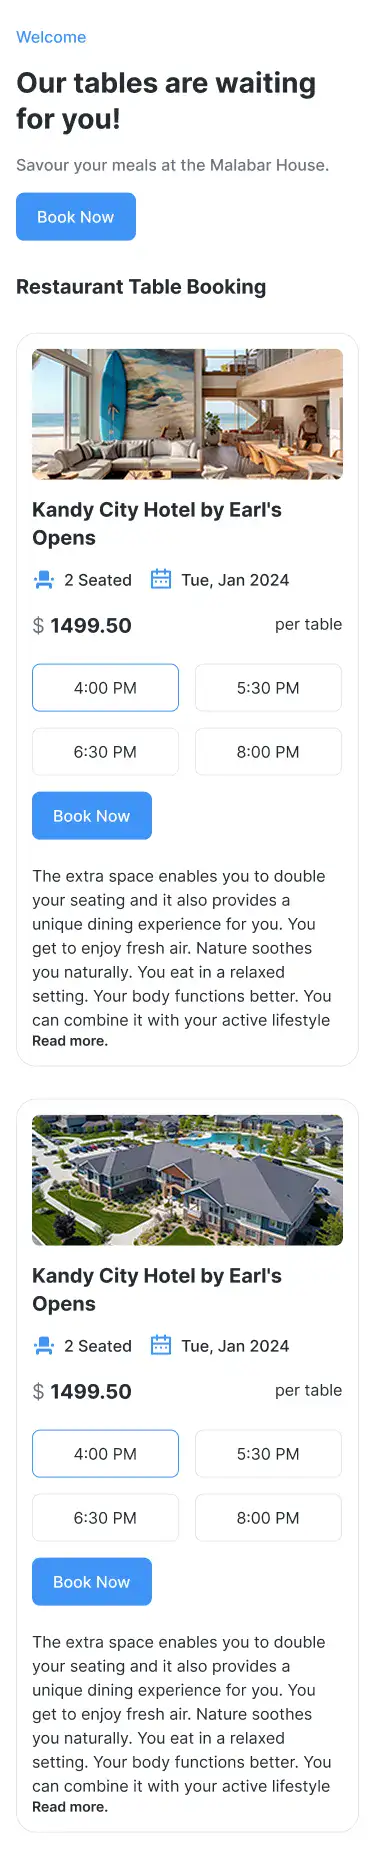 Welcome
Our tables are waiting
for you!
Savour your meals at the Malabar House.
Book Now
Restaurant Table Booking
Kandy City Hotel by Earl's
Opens
2 Seated Tue, Jan 2024
$ 1499.50 per table
4:00 PM 5:30 PM
6:30 PM 8:00 PM
Book Now
The extra space enables you to double
your seating and it also provides a
unique dining experience for you. You
get to enjoy fresh air. Nature soothes
you naturally. You eat in a relaxed
setting. Your body functions better. You
can combine it with your active lifestyle
Read more.
Kandy City Hotel by Earl's
Opens
2 Seated Tue, Jan 2024
$ 1499.50 per table
4:00 PM 5:30 PM
6:30 PM 8:00 PM
Book Now
The extra space enables you to double
your seating and it also provides a
unique dining experience for you. You
get to enjoy fresh air. Nature soothes
you naturally. You eat in a relaxed
setting. Your body functions better. You
can combine it with your active lifestyle
Read more.